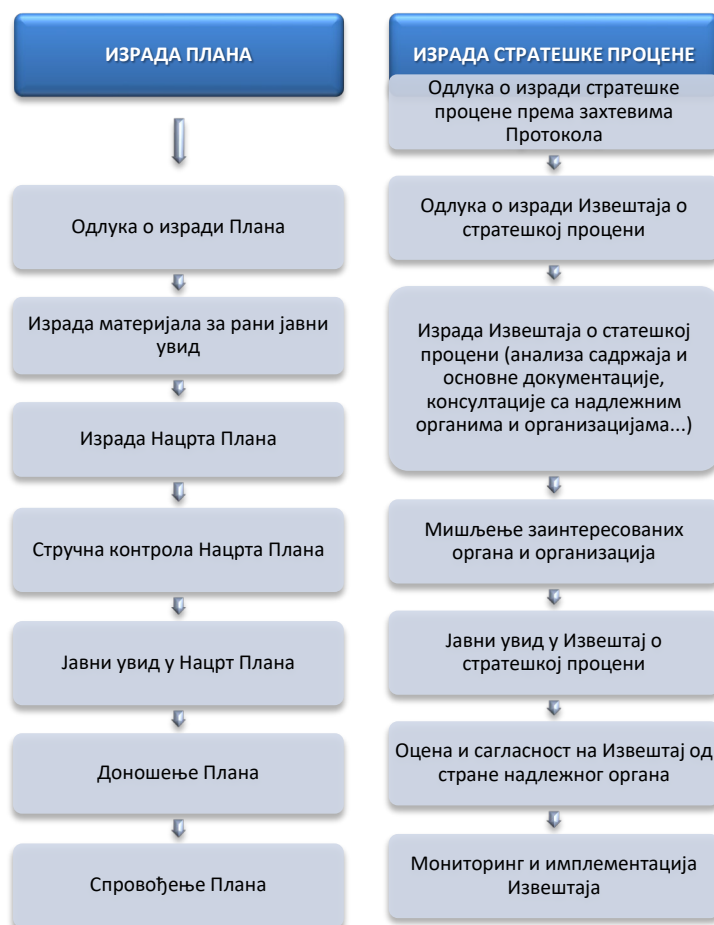 ИЗРАДА ПЛАНА
Одлука о изради Плана
Израда материјала за рани јавни
увид
Израда Нацрта Плана
Стручна контрола Нацрта Плана
Јавни увид у Нацрт Плана
Доношење Плана
Спровођење Плана
ИЗРАДА СТРАТЕШКЕ ПРОЦЕНЕ
Одлука о изради стратешке
процене према захтевима
Протокола
Одлука о изради Извештаја о
стратешкој процени
Израда Извештаја о статешкој
процени (анализа садржаја и
основне документације,
консултације са надлежним
органима и организацијама...)
Мишљење заинтересованих
органа и организација
Јавни увид у Извештај о
стратешкој процени
Оцена и сагласност на Извештај од
стране надлежног органа
Мониторинг и имплементација
Извештаја